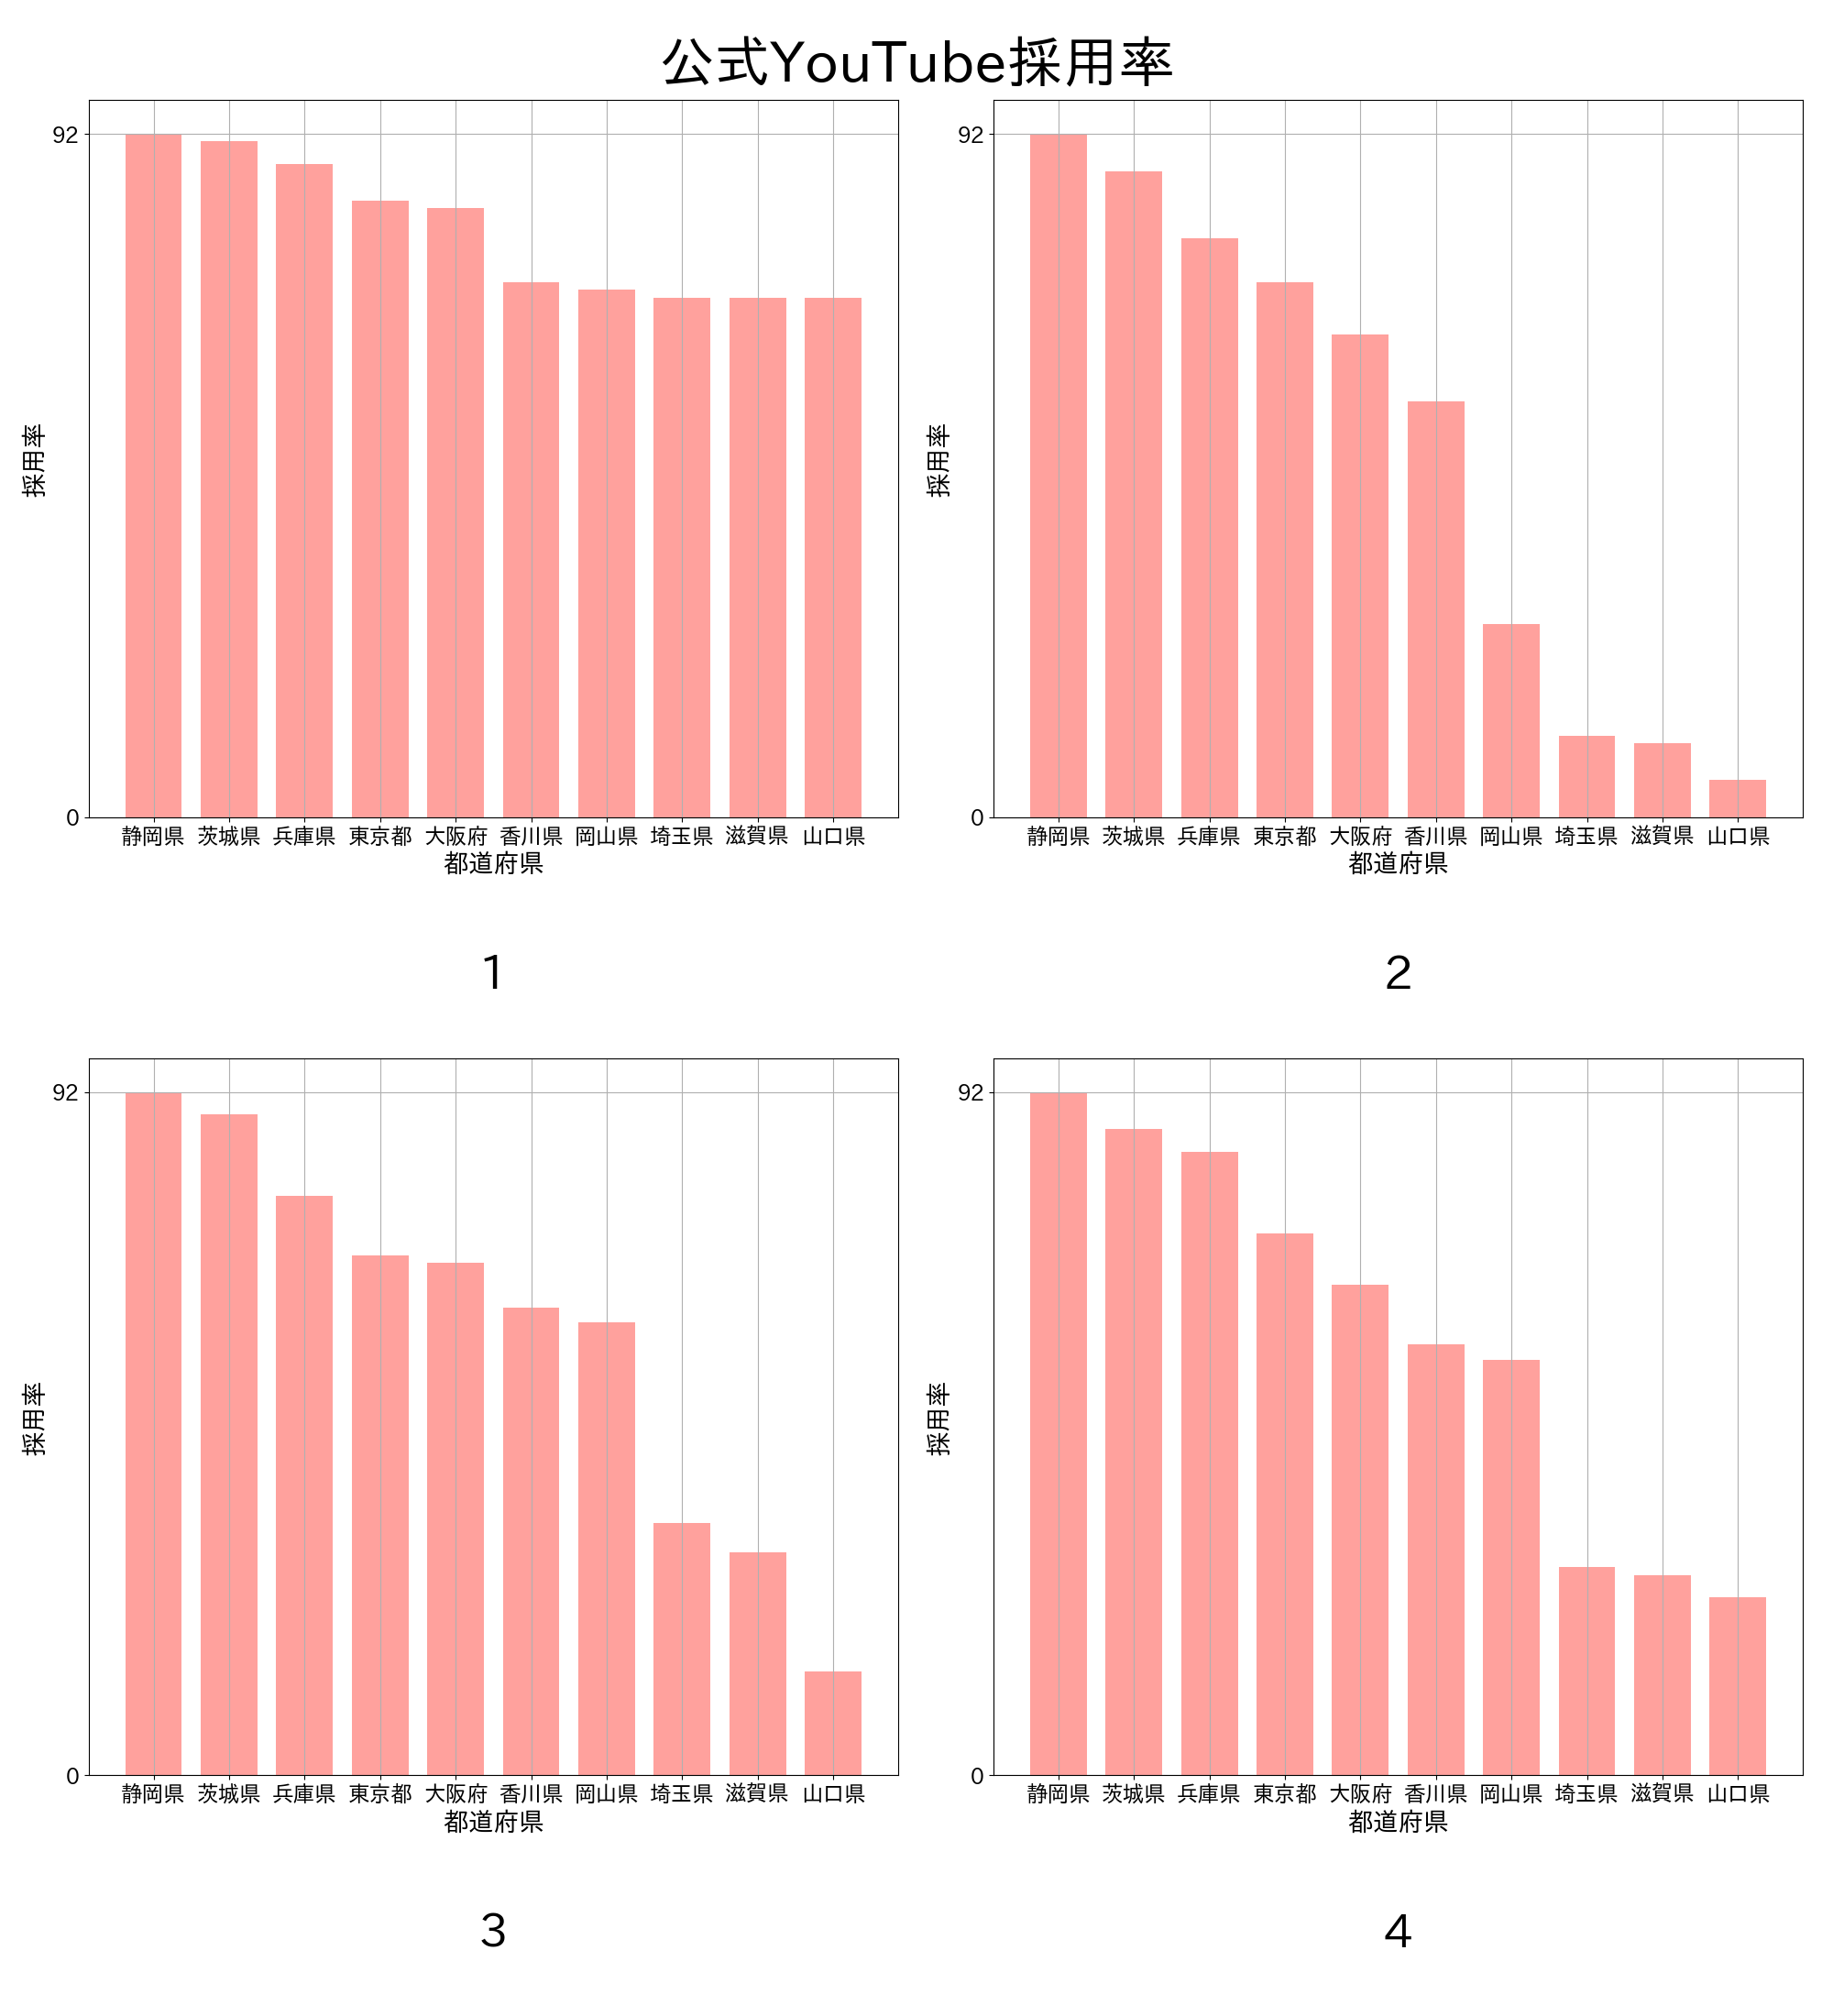 公式YouTube採用率
92
採用率
0
静岡県 茨城県 兵庫県 東京都 大阪府 香川県 岡山県 埼玉県 滋賀県 山口県
都道府県
1
92
採用率
0
静岡県 茨城県 兵庫県 東京都 大阪府 香川県 岡山県 埼玉県 滋賀県 山口県
都道府県
2
92
採用率
0
静岡県 茨城県 兵庫県 東京都 大阪府 香川県 岡山県 埼玉県 滋賀県 山口県
都道府県
3
92
採用率
0
静岡県 茨城県 兵庫県 東京都 大阪府 香川県 岡山県 埼玉県 滋賀県 山口県
都道府県
4